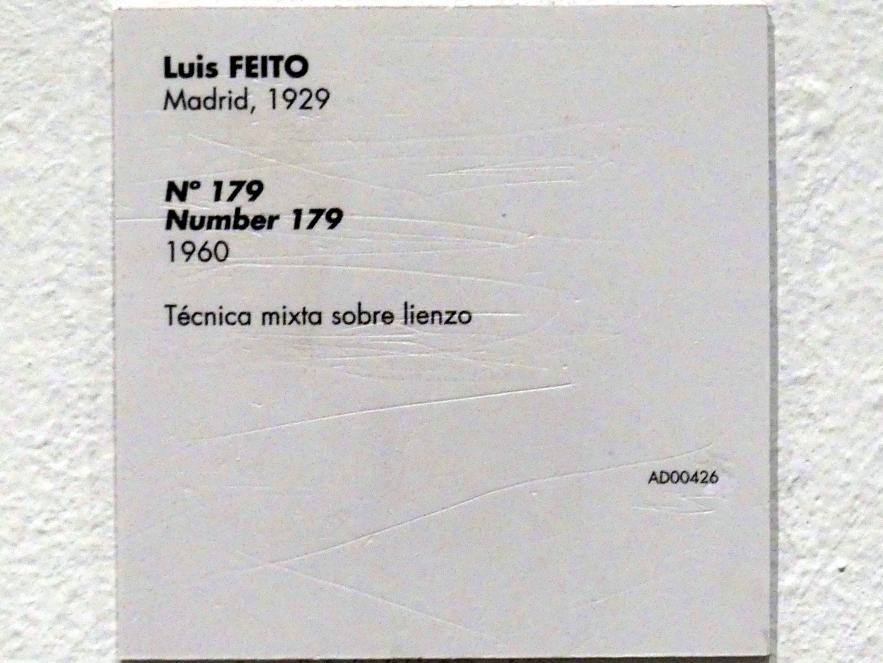 Luis FEITO
Madrid, 1929
Nº 179
Number 179
1960
Técnica mixta sobre lienzo
AD00426